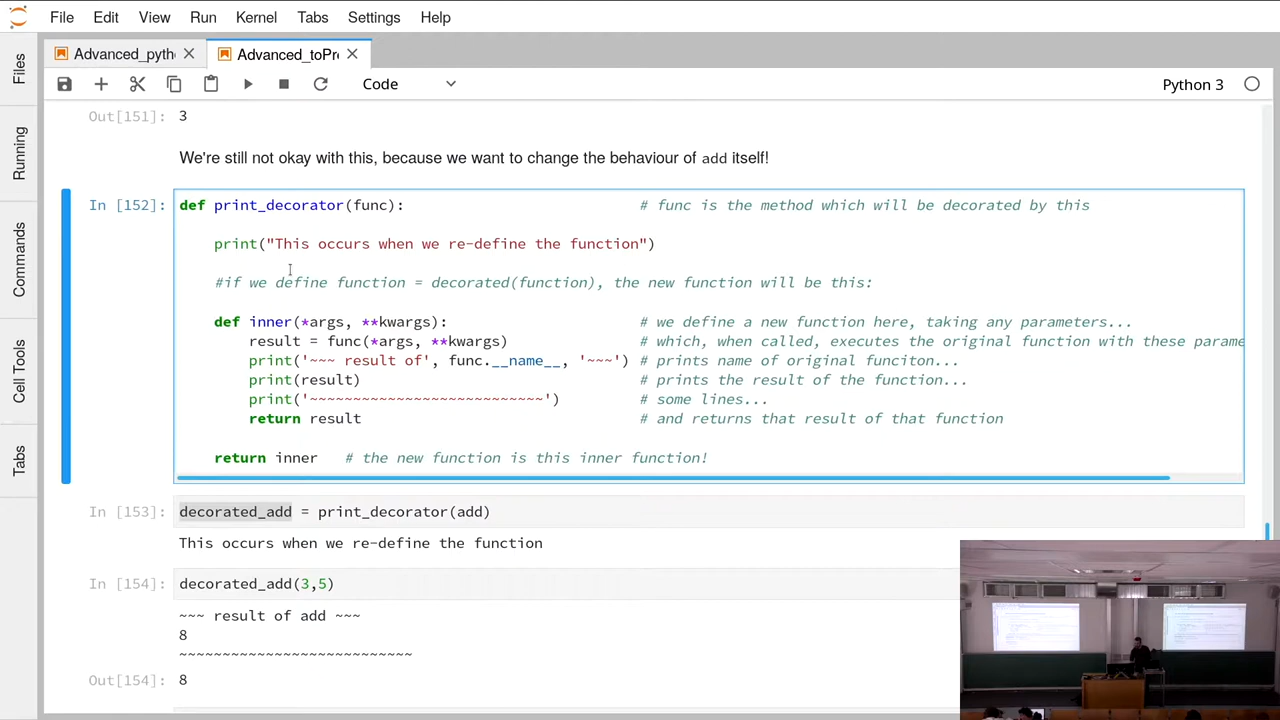 File Edit View Run Kernel Tabs Settings Help
Advanced_pyth
Advanced_toPr
Code
Python 3
Files
Running
Commands
Cell Tools
Tabs
Out[151]: 3
We're still not okay with this, because we want to change the behaviour of add itself!
In [152]: def print_decorator(func): # func is the method which will be decorated by this
print("This occurs when we re-define the function")
#if we define function = decorated(function), the new function will be this:
def inner(*args, **kwargs): # we define a new function here, taking any parameters...
result = func(*args, **kwargs) # which, when called, executes the original function with these parame
print('~~~ result of', func.__name__, '~~~') # prints name of original funciton...
print(result) # prints the result of the function...
print('~~~~~~~~~~~~~~~~~~~~~~~~~~~') # some lines...
return result # and returns that result of that function
return inner # the new function is this inner function!
In [153]: decorated_add = print_decorator(add)
This occurs when we re-define the function
In [154]: decorated_add(3,5)
~~~ result of add ~~~
8
~~~~~~~~~~~~~~~~~~~~~~~~~~~
Out[154]: 8